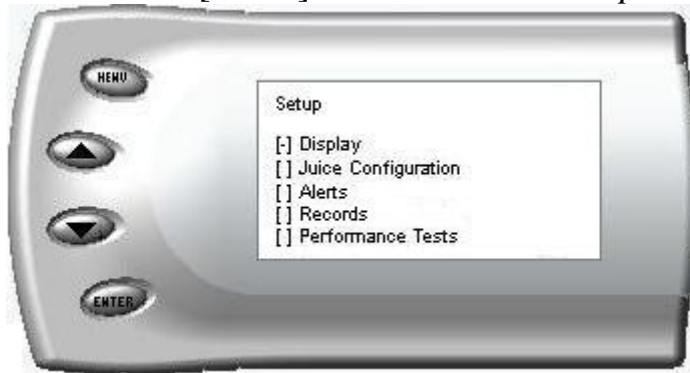 MENU
Setup
[-] Display
[ ] Juice Configuration
[ ] Alerts
[ ] Records
[ ] Performance Tests
ENTER